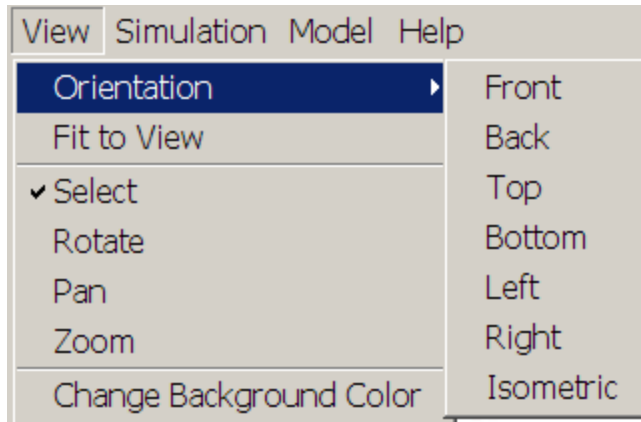 View Simulation Model Help
Orientation
Fit to View
Select
Rotate
Pan
Zoom
Change Background Color
Front
Back
Top
Bottom
Left
Right
Isometric